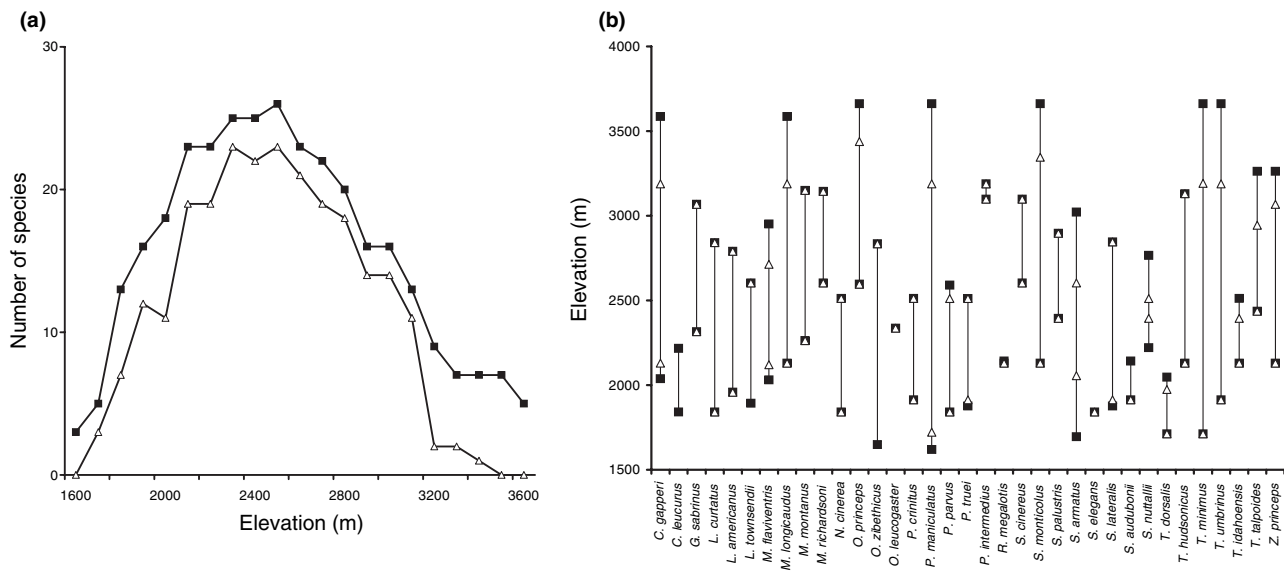 (a)
30
20
10
0
Number of species
1600 2000 2400 2800 3200 3600
Elevation (m)
(b)
4000
3500
3000
2500
2000
1500
Elevation (m)
C. gapperi
C. leucurus
G. sabrinus
L. curtatus
L. americanus
L. townsendii
M. flaviventris
M. longicaudus
M. montanus
M. richardsoni
N. cinerea
O. princeps
O. zibethicus
O. leucogaster
P. crinitus
P. maniculatus
P. parvus
P. truei
P. intermedius
R. megalotis
S. cinereus
S. monticolus
S. palustris
S. armatus
S. elegans
S. lateralis
S. audubonii
S. nuttallii
T. dorsalis
T. hudsonicus
T. minimus
T. umbrinus
T. idahoensis
T. talpoides
Z. princeps